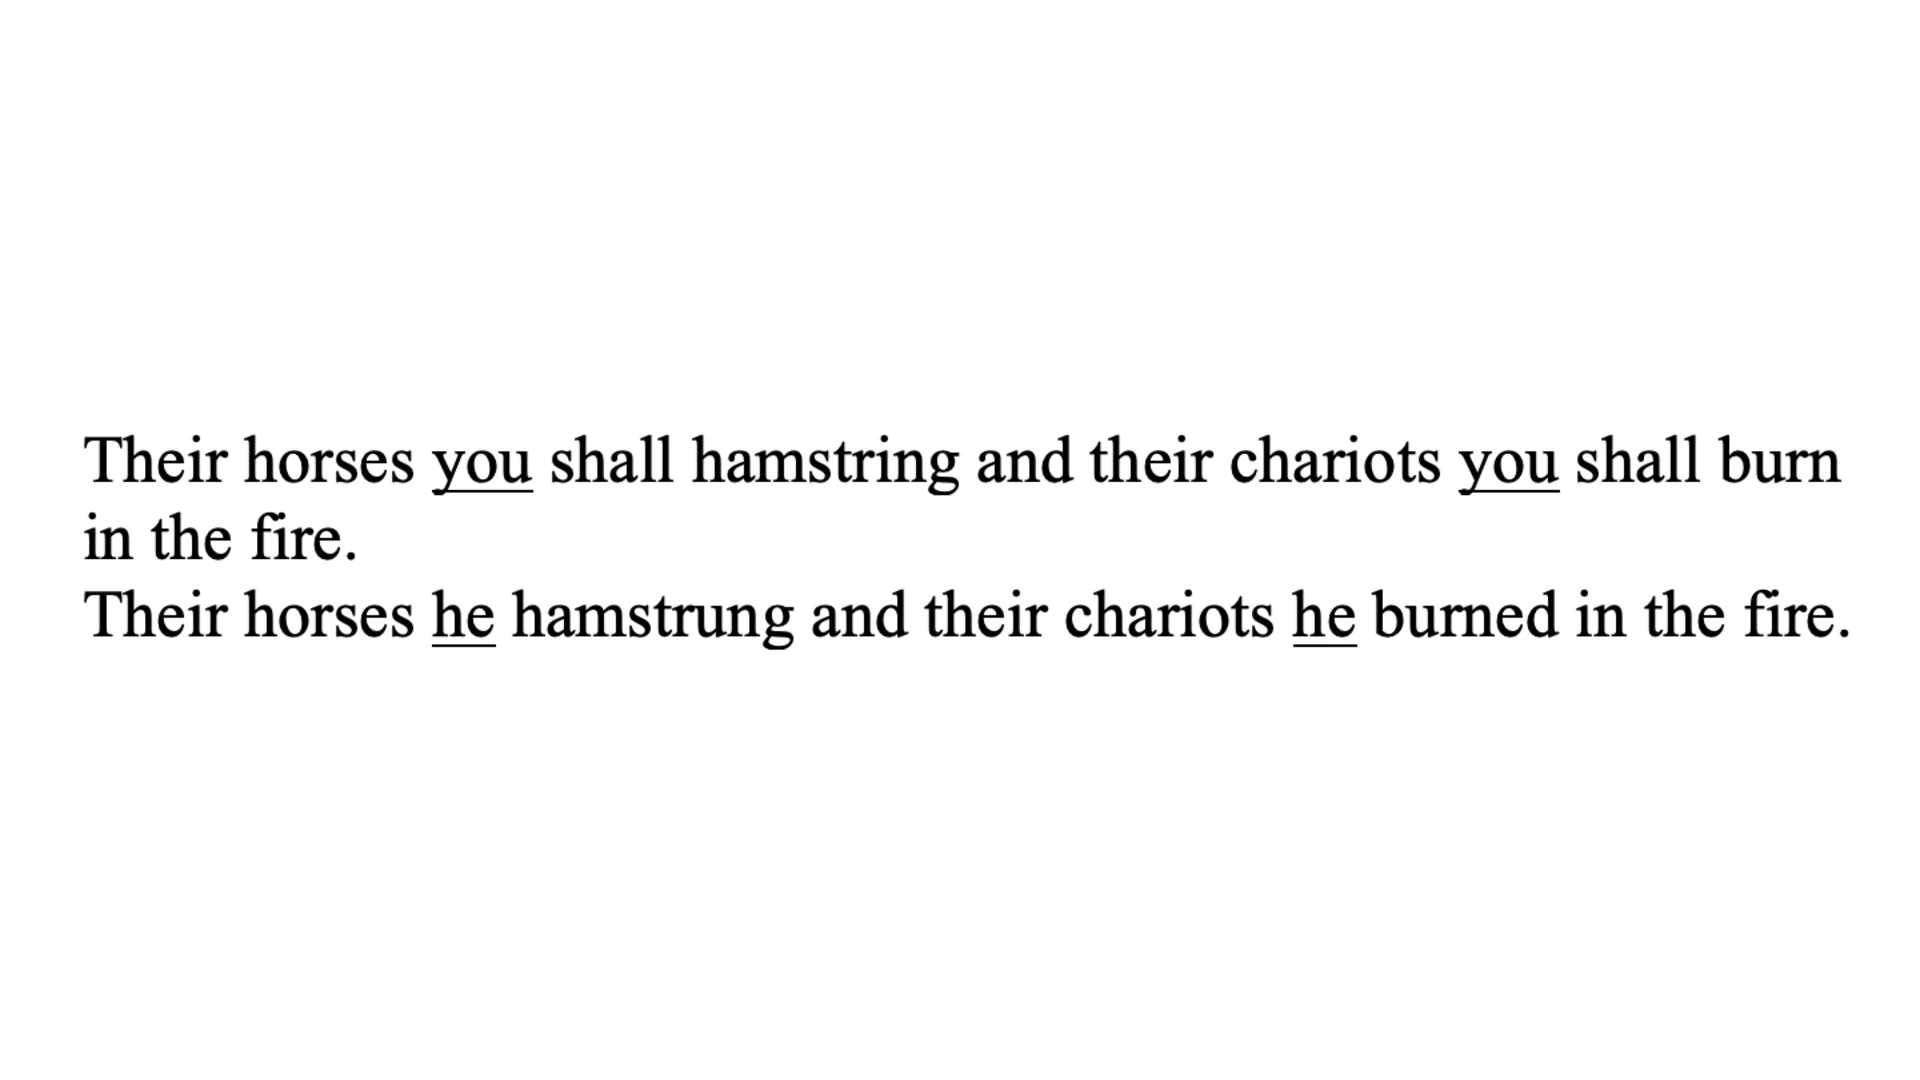 Their horses you shall hamstring and their chariots you shall burn
in the fire.
Their horses he hamstrung and their chariots he burned in the fire.